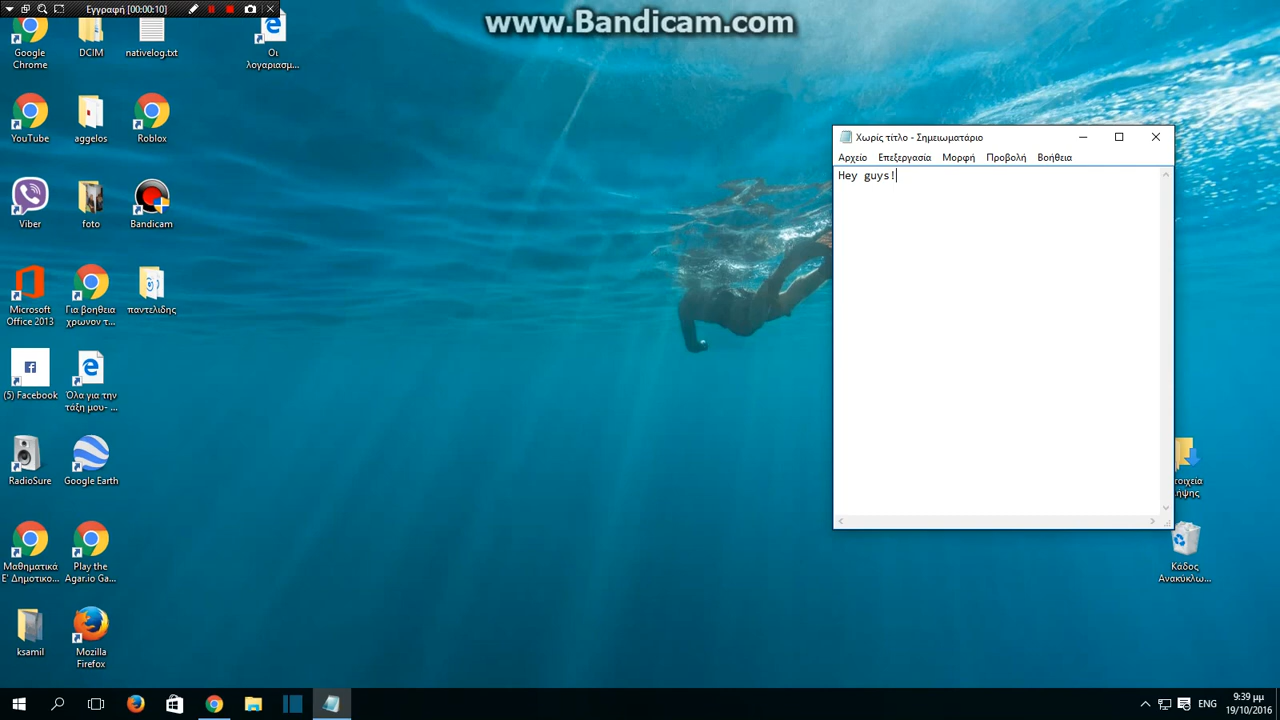 Εγγραφή [00:00:10]
www.Bandicam.com
Google
Chrome
DCIM
nativelog.txt
Οι
λογαριασμ...
YouTube
aggelos
Roblox
Viber
foto
Bandicam
Microsoft
Office 2013
Για βοηθεια
χρωνον τ...
παντελιδης
(5) Facebook
Όλα για την
τάξη μου- ...
RadioSure
Google Earth
Μαθηματικά
Ε' Δημοτικο...
Play the
Agar.io Ga...
ksamil
Mozilla
Firefox
Χωρίς τίτλο - Σημειωματάριο
Αρχείο Επεξεργασία Μορφή Προβολή Βοήθεια
Hey guys!
Κάδος
Ανακύκλω...
ENG
9:39 μμ
19/10/2016